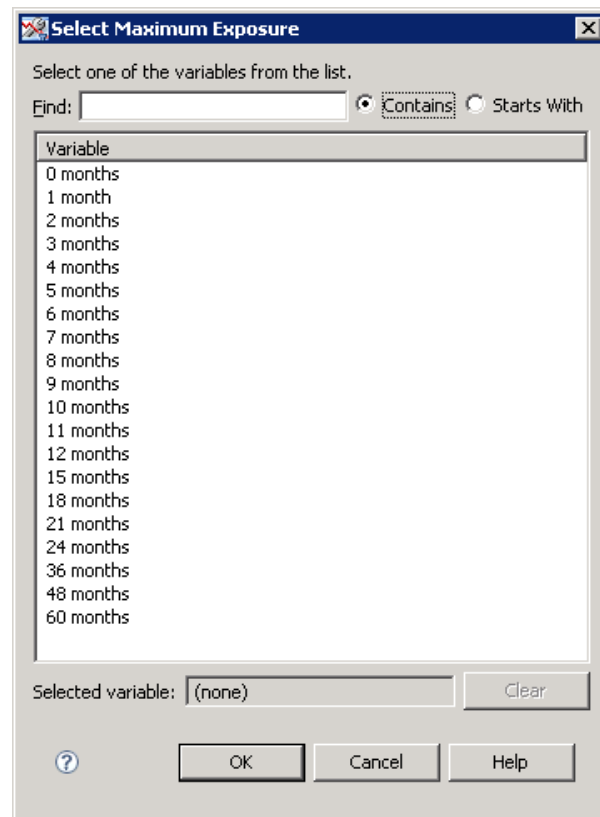 Select Maximum Exposure
Select one of the variables from the list.
Find: Contains Starts With
Variable
0 months
1 month
2 months
3 months
4 months
5 months
6 months
7 months
8 months
9 months
10 months
11 months
12 months
15 months
18 months
21 months
24 months
36 months
48 months
60 months
Selected variable: (none) Clear
? OK Cancel Help